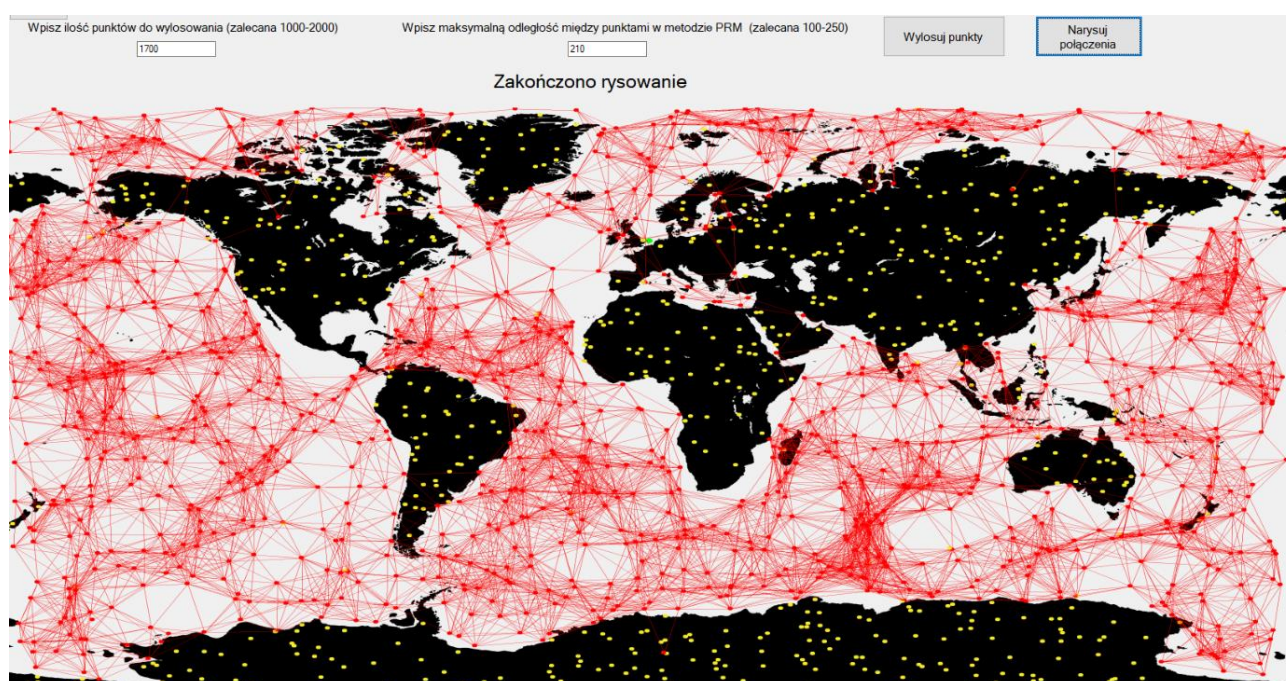 Wpisz ilość punktów do wylosowania (zalecana 1000-2000)
1700
Wpisz maksymalną odległość między punktami w metodzie PRM (zalecana 100-250)
210
Wylosuj punkty
Narysuj
połączenia
Zakończono rysowanie